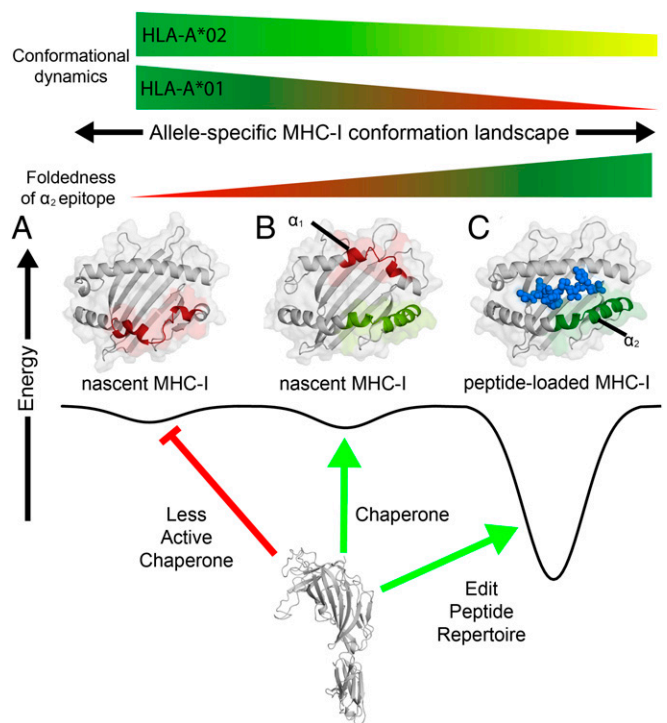 HLA-A*02
Conformational
dynamics
HLA-A*01
Allele-specific MHC-I conformation landscape
Foldedness
of α₂ epitope
A
B
C
α₁
α₂
Energy
nascent MHC-I
nascent MHC-I
peptide-loaded MHC-I
Less
Active
Chaperone
Chaperone
Edit
Peptide
Repertoire